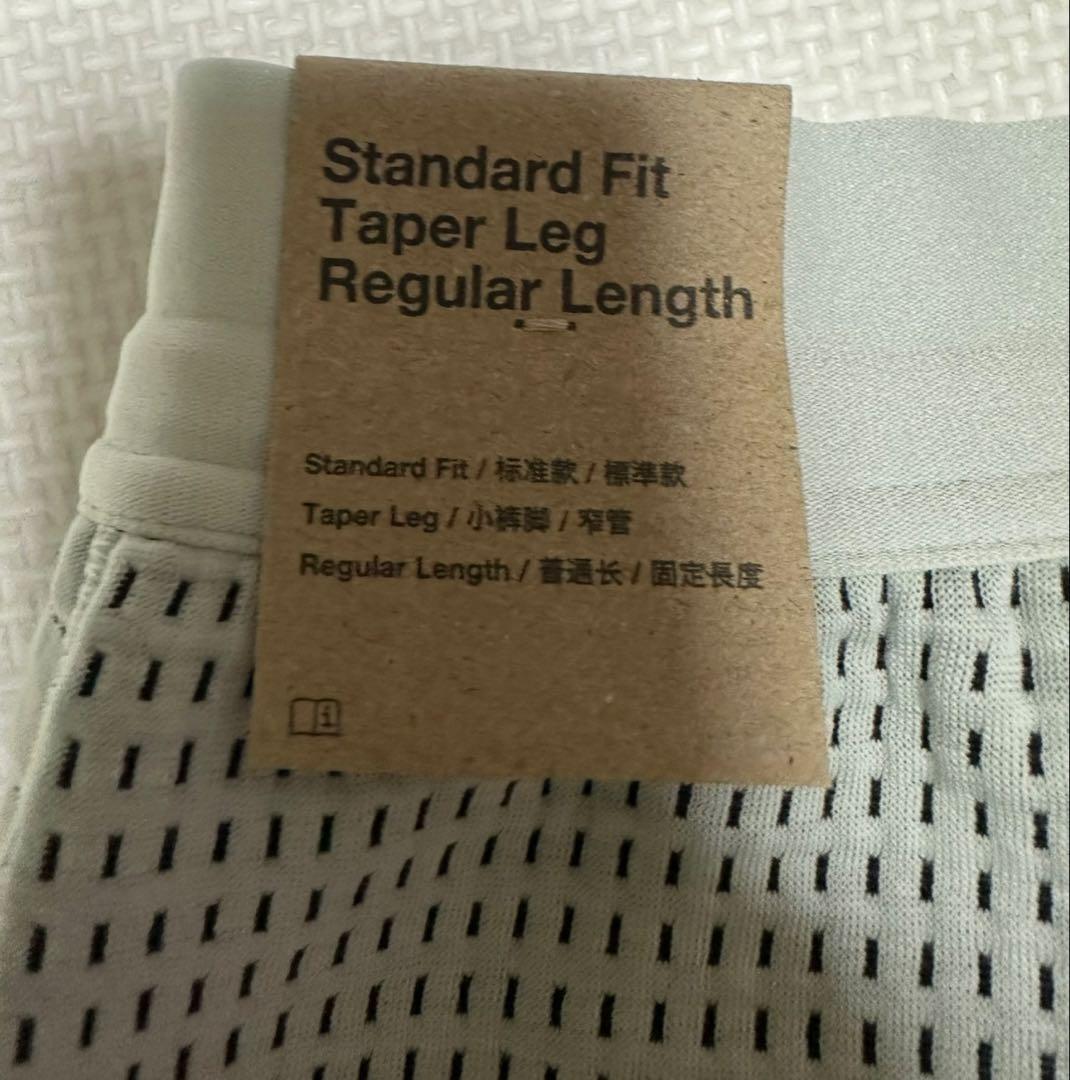 Standard Fit
Taper Leg
Regular Length
Standard Fit / 标准款 / 標準款
Taper Leg / 小裤脚 / 窄管
Regular Length / 普通长 / 固定長度
i